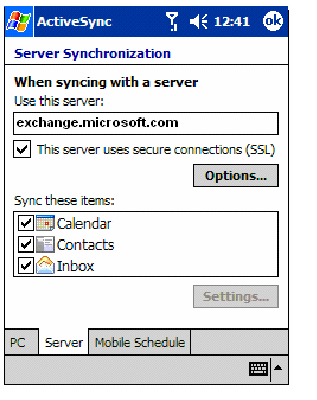 ActiveSync 12:41 ok
Server Synchronization
When syncing with a server
Use this server:
exchange.microsoft.com
This server uses secure connections (SSL)
Options...
Sync these items:
Calendar
Contacts
Inbox
Settings...
PC Server Mobile Schedule